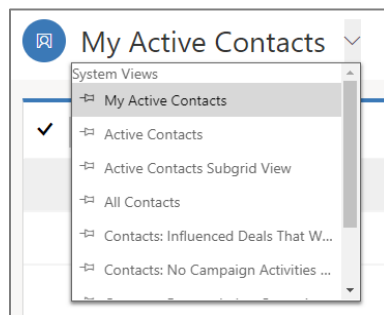 My Active Contacts
System Views
My Active Contacts
Active Contacts
Active Contacts Subgrid View
All Contacts
Contacts: Influenced Deals That W...
Contacts: No Campaign Activities ...